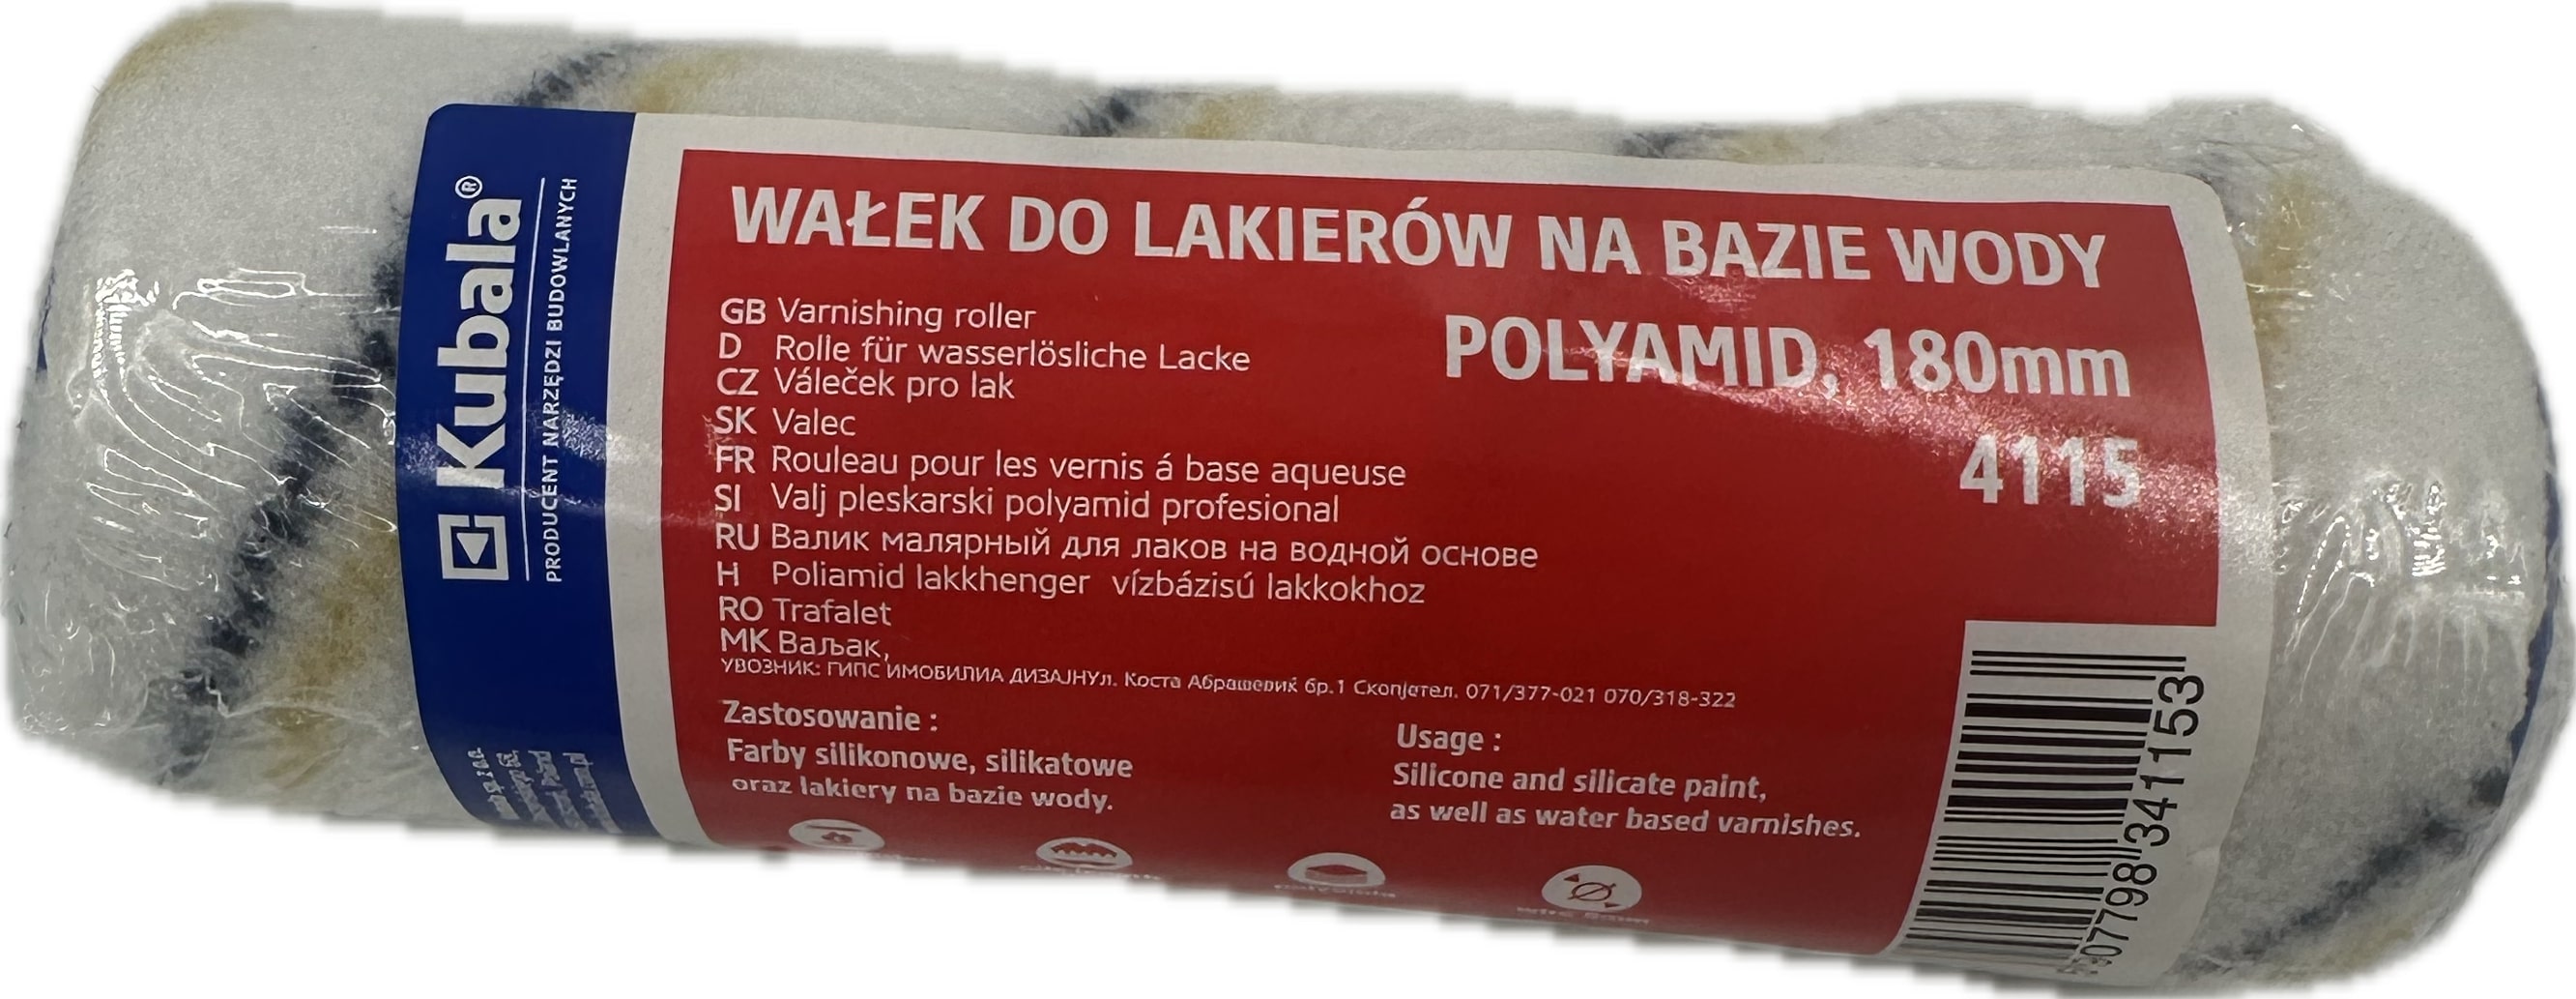 Kubala®
PRODUCENT NARZĘDZI BUDOWLANYCH
WAŁEK DO LAKIERÓW NA BAZIE WODY
POLYAMID, 180mm
4115
GB Varnishing roller
D Rolle für wasserlösliche Lacke
CZ Váleček pro lak
SK Valec
FR Rouleau pour les vernis á base aqueuse
SI Valj pleskarski polyamid profesional
RU Валик малярный для лаков на водной основе
H Poliamid lakkhenger vízbázisú lakkokhoz
RO Trafalet
MK Ваљак,
УВОЗНИК: ГИПС ИМОБИЛИА ДИЗАЈНУл. Коста Абрашевиќ бр.1 Скопјетел. 071/377-021 070/318-322
Zastosowanie :
Farby silikonowe, silikatowe
oraz lakiery na bazie wody.
Usage :
Silicone and silicate paint,
as well as water based varnishes.
907798 341153